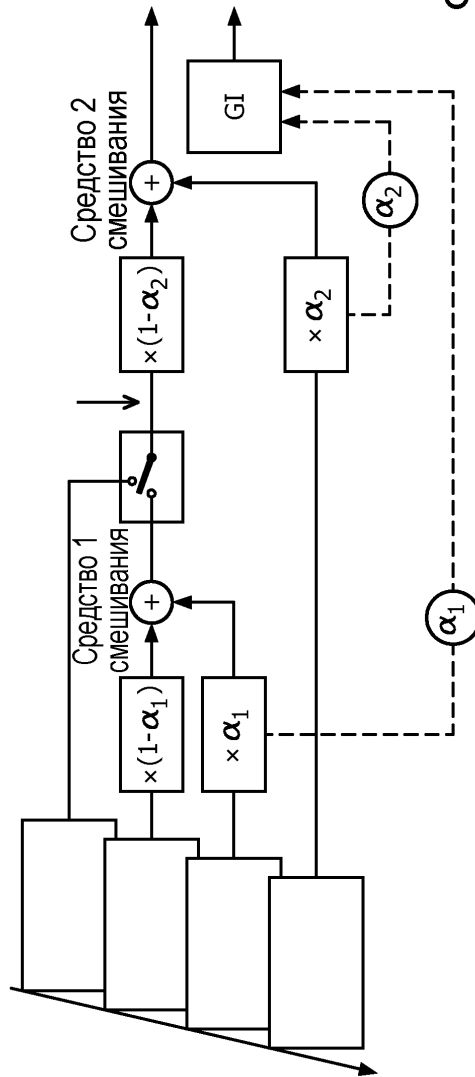 Средство 1
смешивания
Средство 2
смешивания
×(1-α₁)
+
×α₁
×(1-α₂)
+
×α₂
GI
α₁
α₂